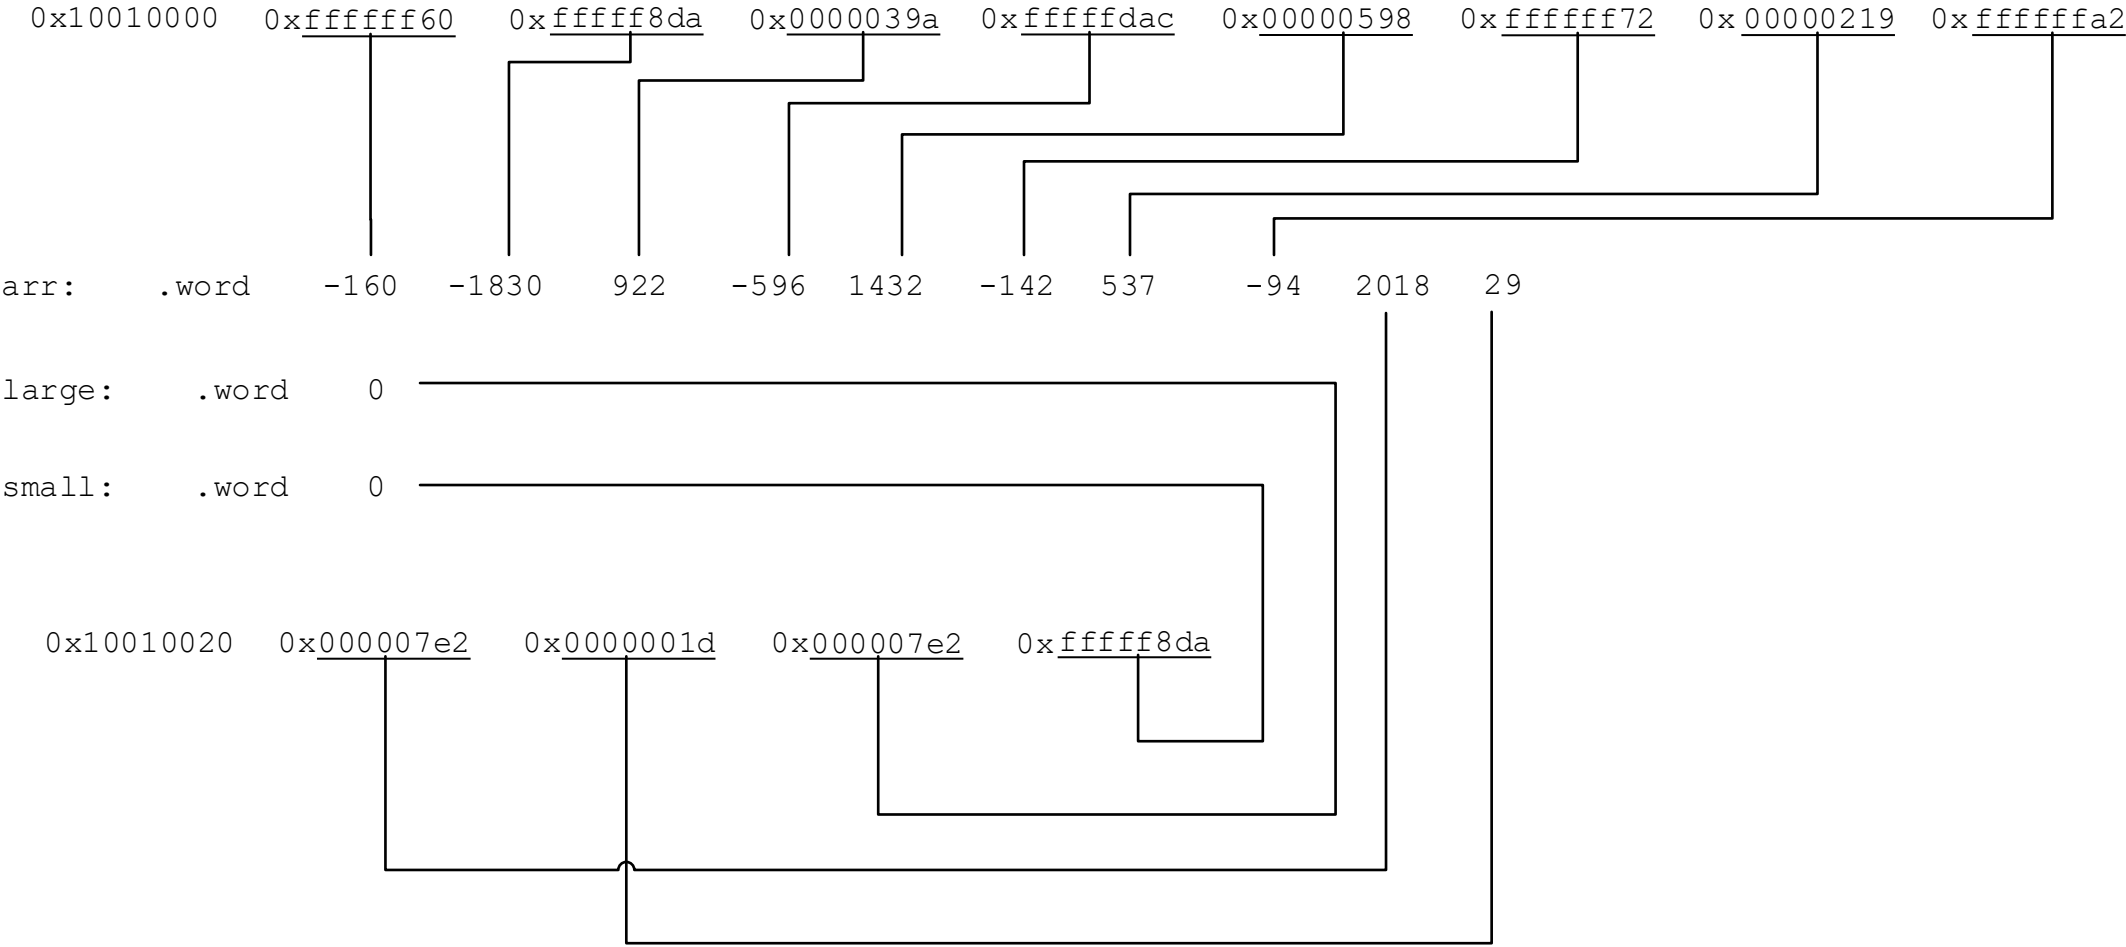 0x10010000 0xffffff60 0xfffff8da 0x0000039a 0xfffffdac 0x00000598 0xffffff72 0x00000219 0xffffffa2
arr: .word -160 -1830 922 -596 1432 -142 537 -94 2018 29
large: .word 0
small: .word 0
0x10010020 0x000007e2 0x0000001d 0x000007e2 0xfffff8da